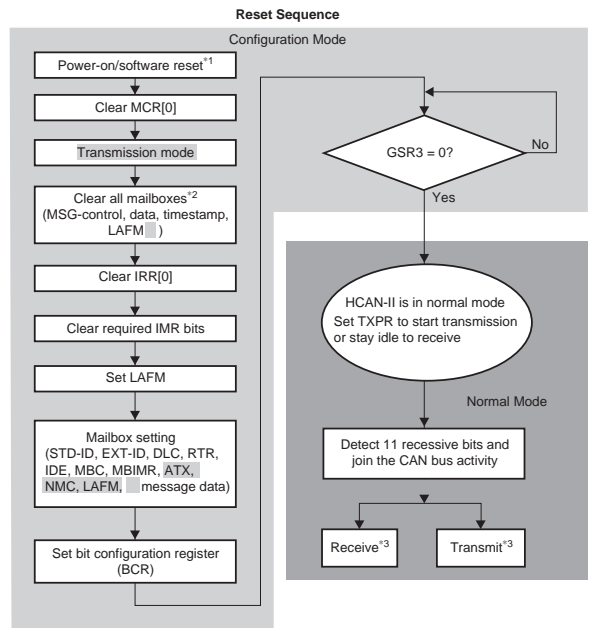 Reset Sequence
Configuration Mode
Power-on/software reset*1
Clear MCR[0]
Transmission mode
Clear all mailboxes*2
(MSG-control, data, timestamp,
LAFM )
Clear IRR[0]
Clear required IMR bits
Set LAFM
Mailbox setting
(STD-ID, EXT-ID, DLC, RTR,
IDE, MBC, MBIMR, ATX,
NMC, LAFM, message data)
Set bit configuration register
(BCR)
GSR3 = 0?
No
Yes
HCAN-II is in normal mode
Set TXPR to start transmission
or stay idle to receive
Normal Mode
Detect 11 recessive bits and
join the CAN bus activity
Receive*3
Transmit*3